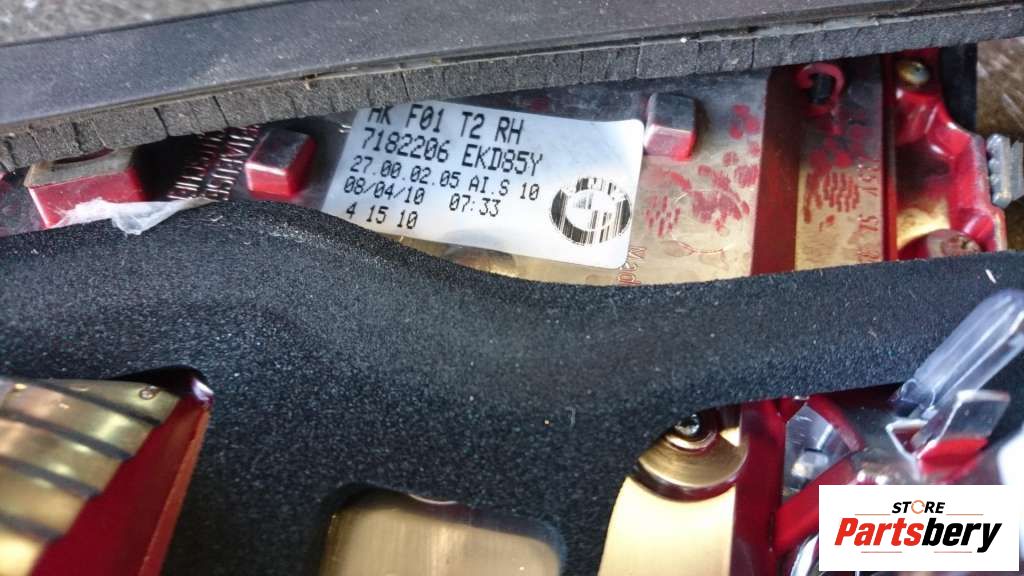 HK F01 T2 RH
7182206 EKD85Y
27.00.02.05 AI.S 10
08/04/10 07:33
4 15 10
STORE
Partsbery